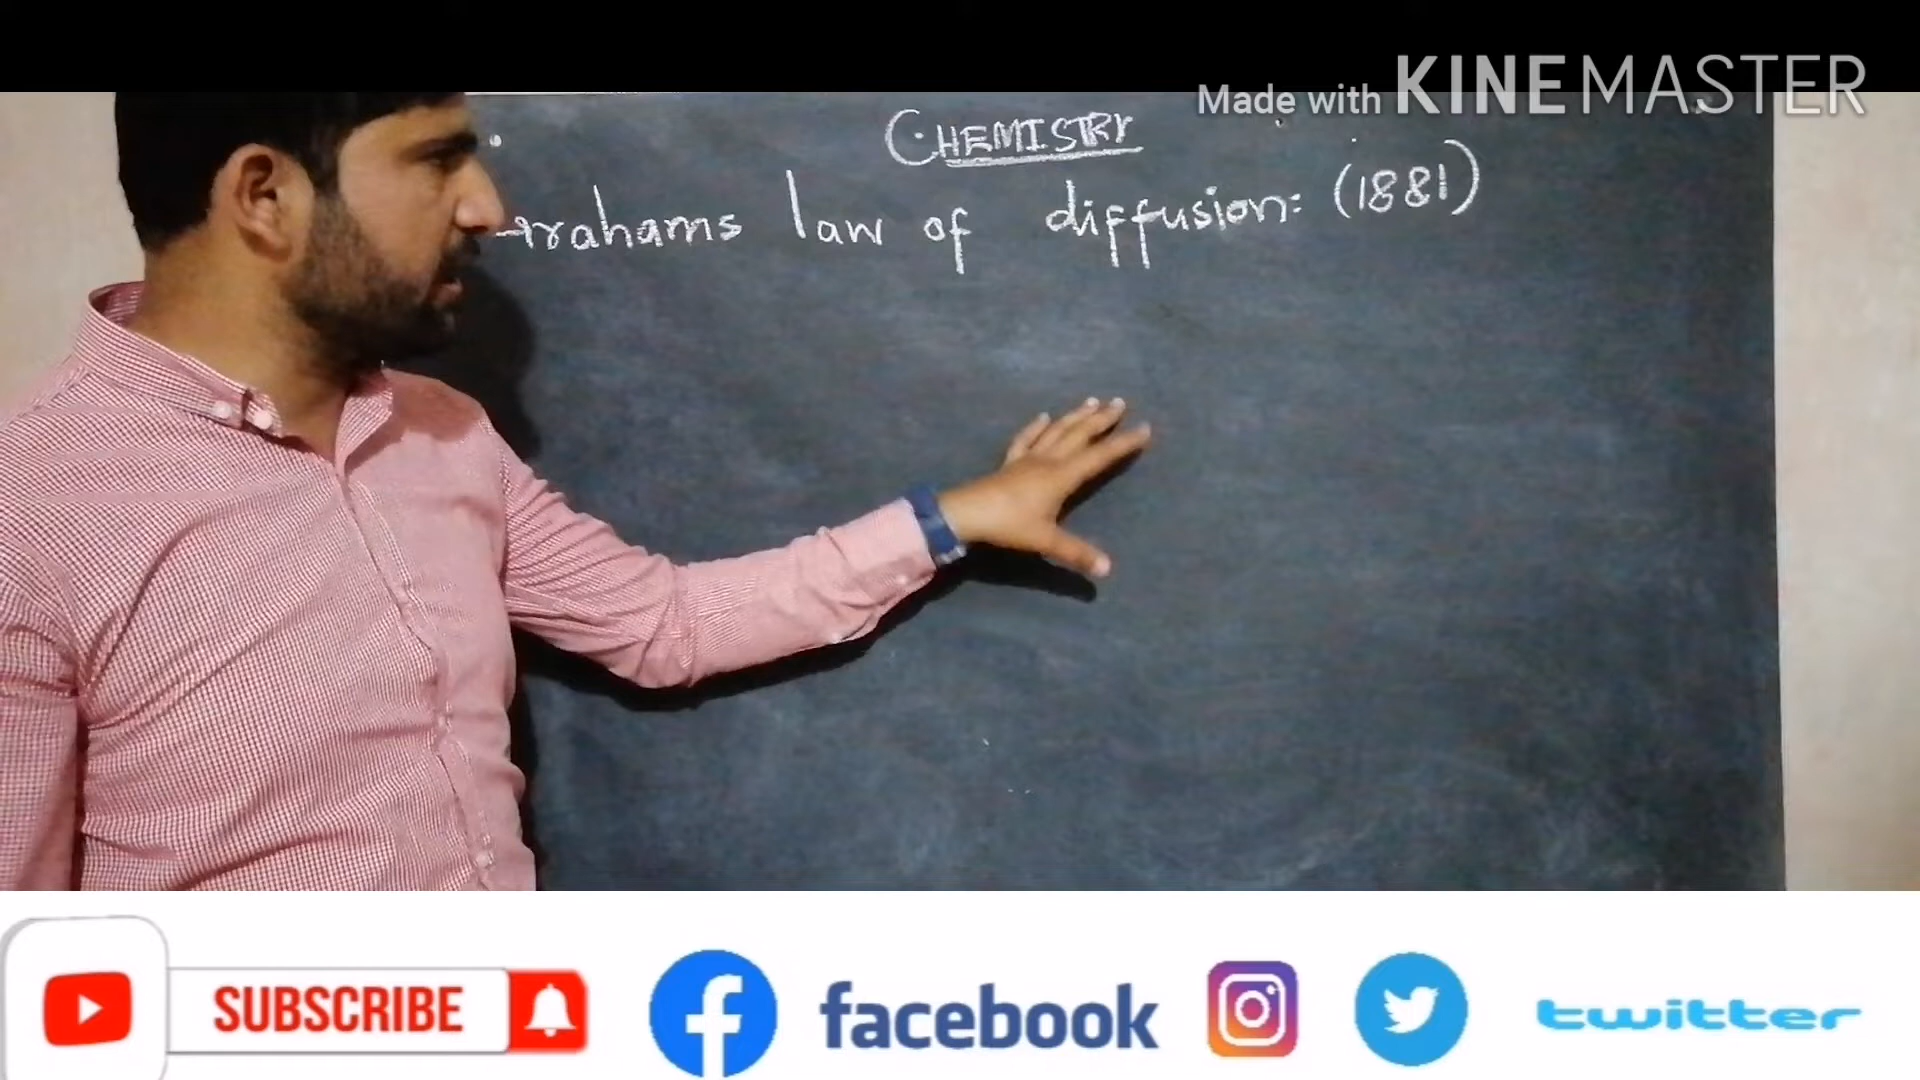 Made with KINEMASTER
CHEMISTRY
rahams law of diffusion: (1881)
SUBSCRIBE
facebook
twitter